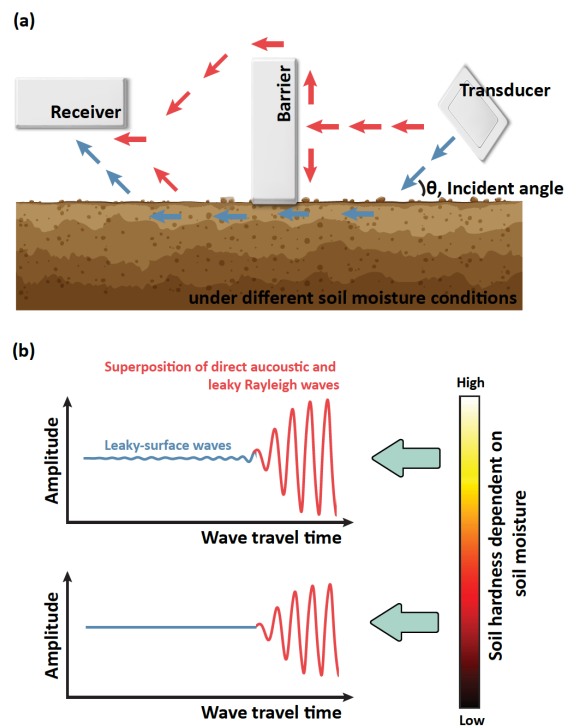 (a)
Receiver
Barrier
Transducer
θ, Incident angle
under different soil moisture conditions
(b)
Superposition of direct aucoustic and
leaky Rayleigh waves
Leaky-surface waves
Amplitude
Wave travel time
Amplitude
Wave travel time
High
Soil hardness dependent on
soil moisture
Low